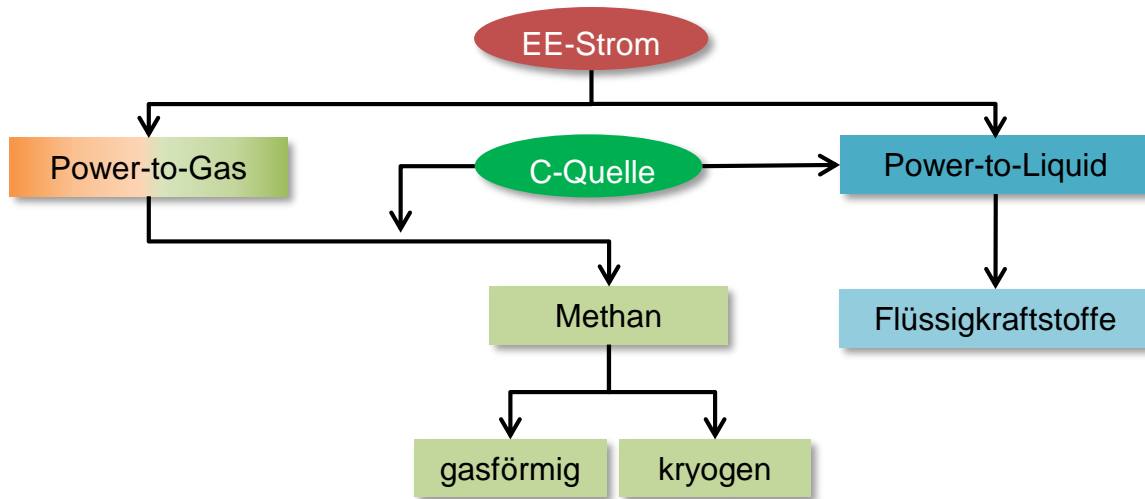 EE-Strom
Power-to-Gas
C-Quelle
Power-to-Liquid
Methan
Flüssigkraftstoffe
gasförmig
kryogen